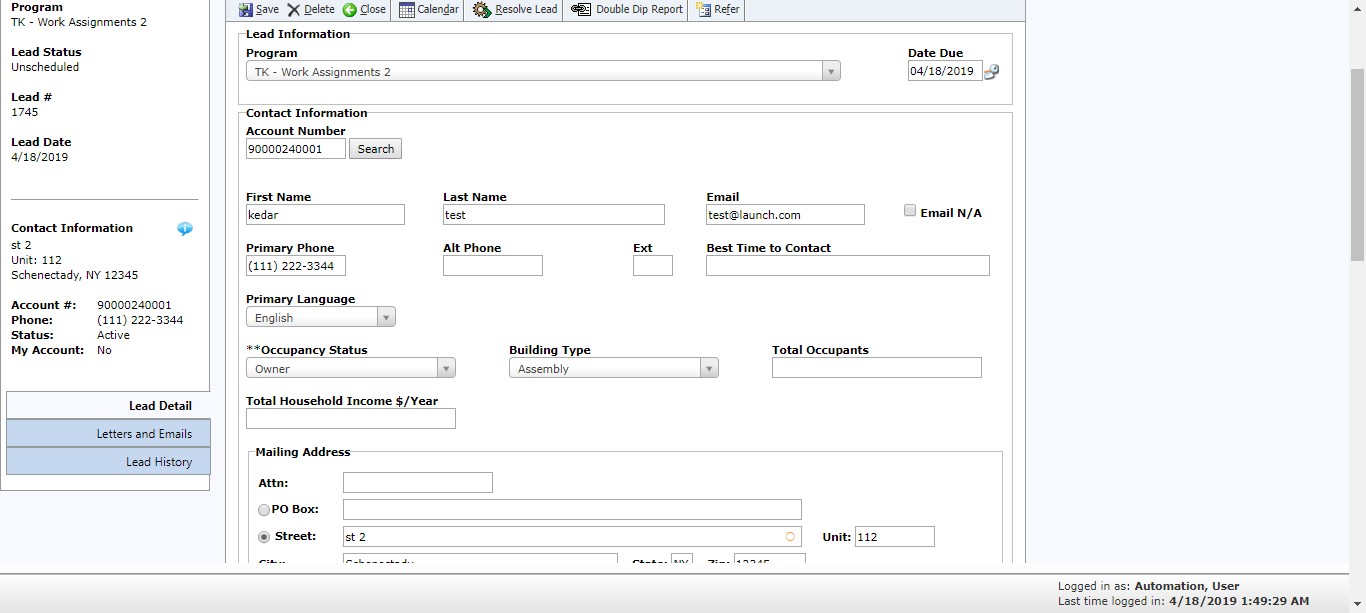 Program
TK - Work Assignments 2
Lead Status
Unscheduled
Lead #
1745
Lead Date
4/18/2019
Contact Information
st 2
Unit: 112
Schenectady, NY 12345
Account #: 90000240001
Phone: (111) 222-3344
Status: Active
My Account: No
Lead Detail
Letters and Emails
Lead History
Save Delete Close Calendar Resolve Lead Double Dip Report Refer
Lead Information
Program Date Due
TK - Work Assignments 2 04/18/2019
Contact Information
Account Number
90000240001 Search
First Name Last Name Email
kedar test test@launch.com Email N/A
Primary Phone Alt Phone Ext Best Time to Contact
(111) 222-3344
Primary Language
English
**Occupancy Status Building Type Total Occupants
Owner Assembly
Total Household Income $/Year
Mailing Address
Attn:
PO Box:
Street: st 2 Unit: 112
City: Schenectady State: NY Zip: 12345
Logged in as: Automation, User
Last time logged in: 4/18/2019 1:49:29 AM